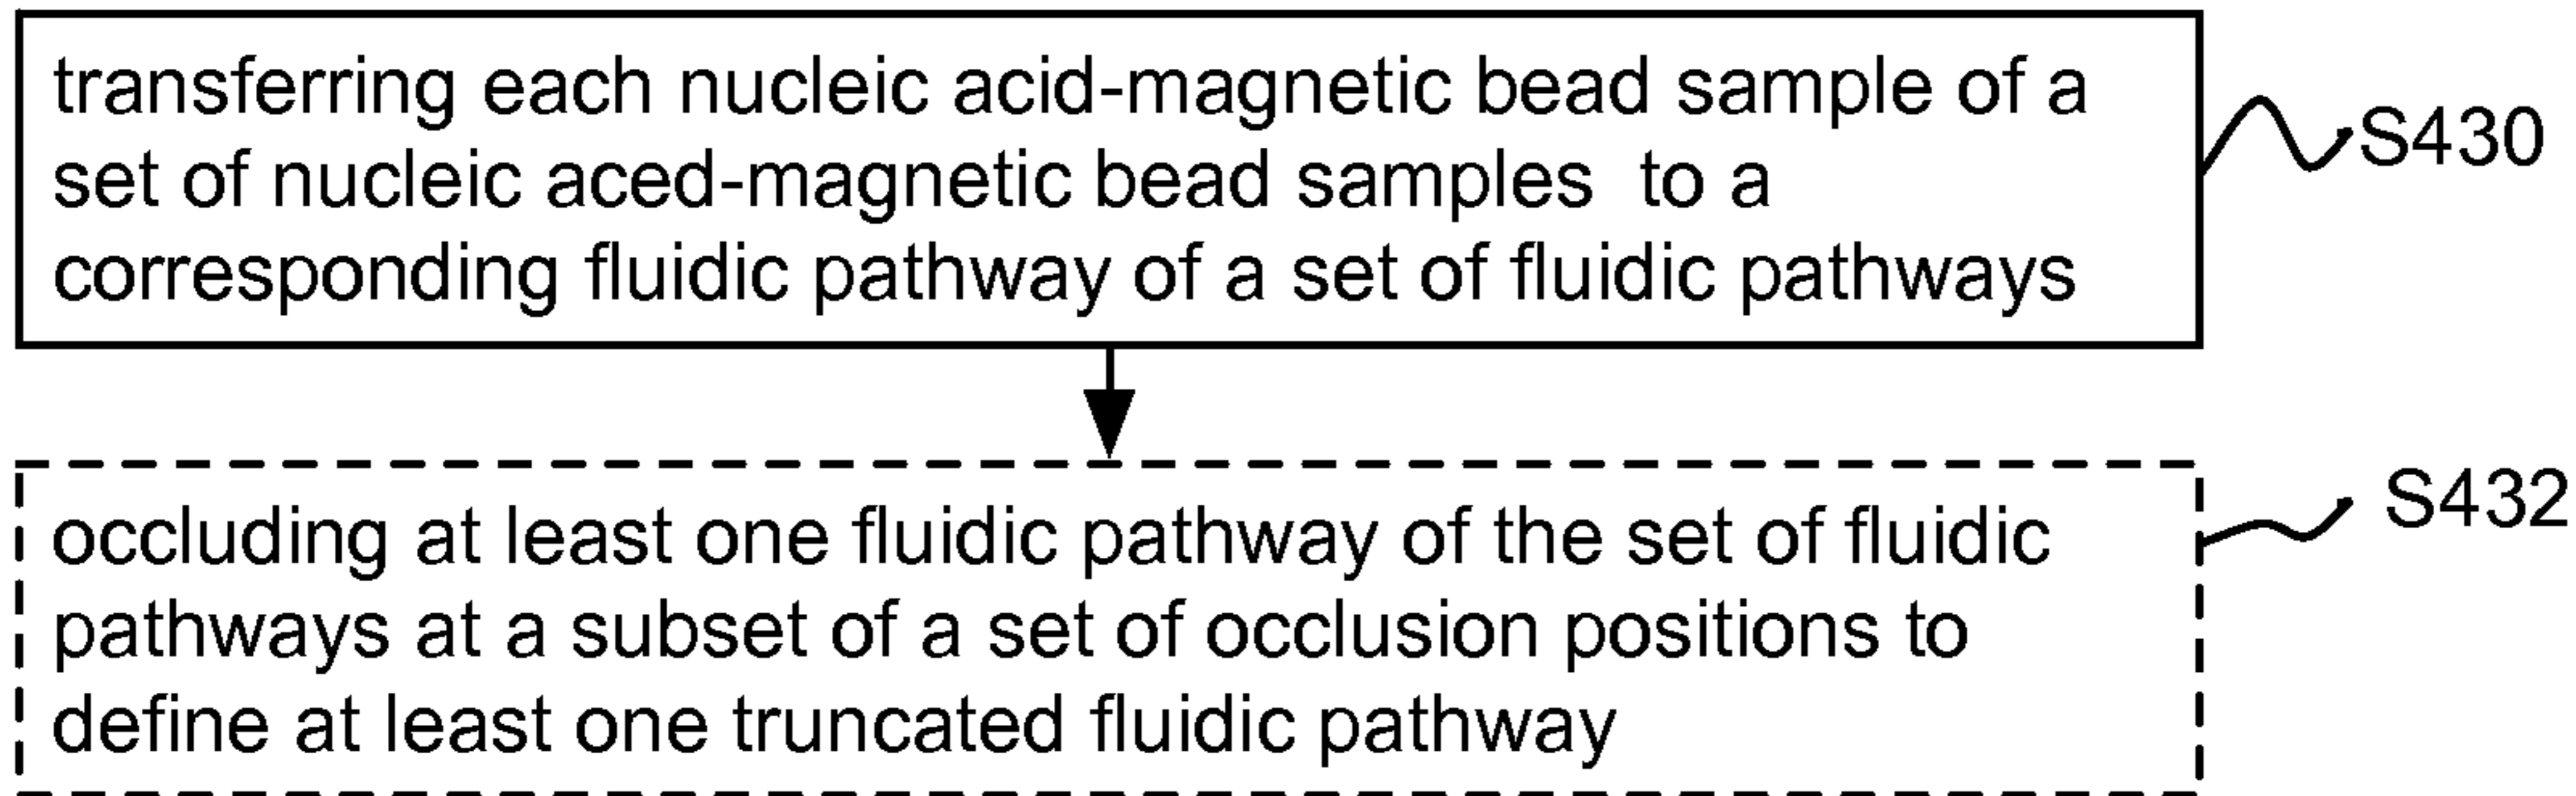 transferring each nucleic acid-magnetic bead sample of a
set of nucleic aced-magnetic bead samples to a
corresponding fluidic pathway of a set of fluidic pathways
S430
occluding at least one fluidic pathway of the set of fluidic
pathways at a subset of a set of occlusion positions to
define at least one truncated fluidic pathway
S432